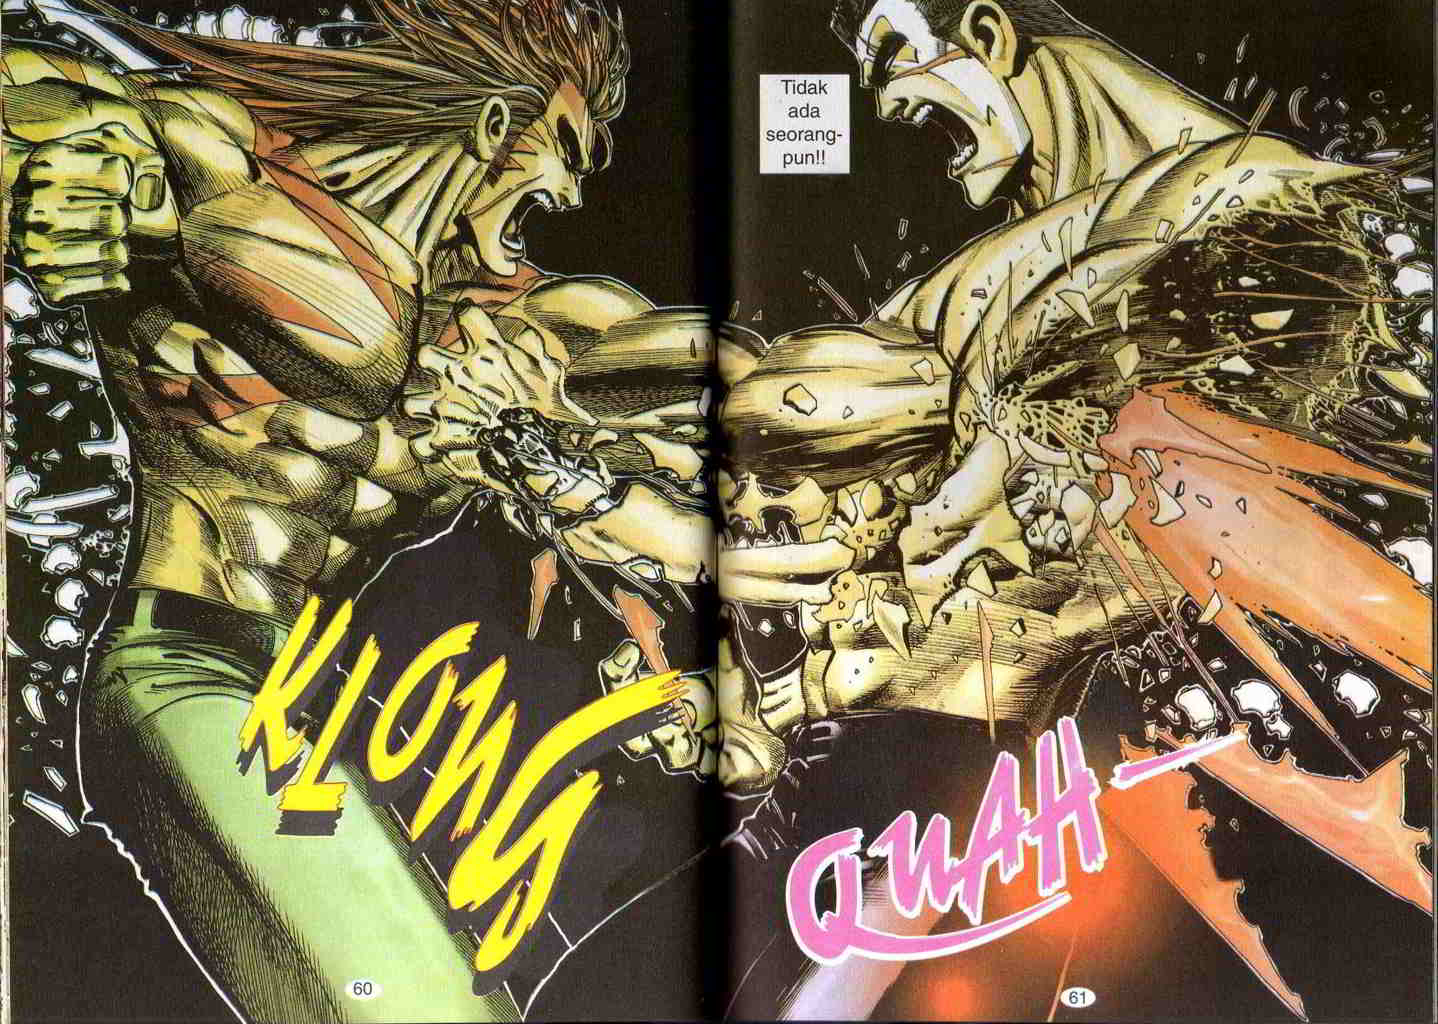 Tidak
ada
seorang-
pun!!
KLONG
QUAH—
60
61